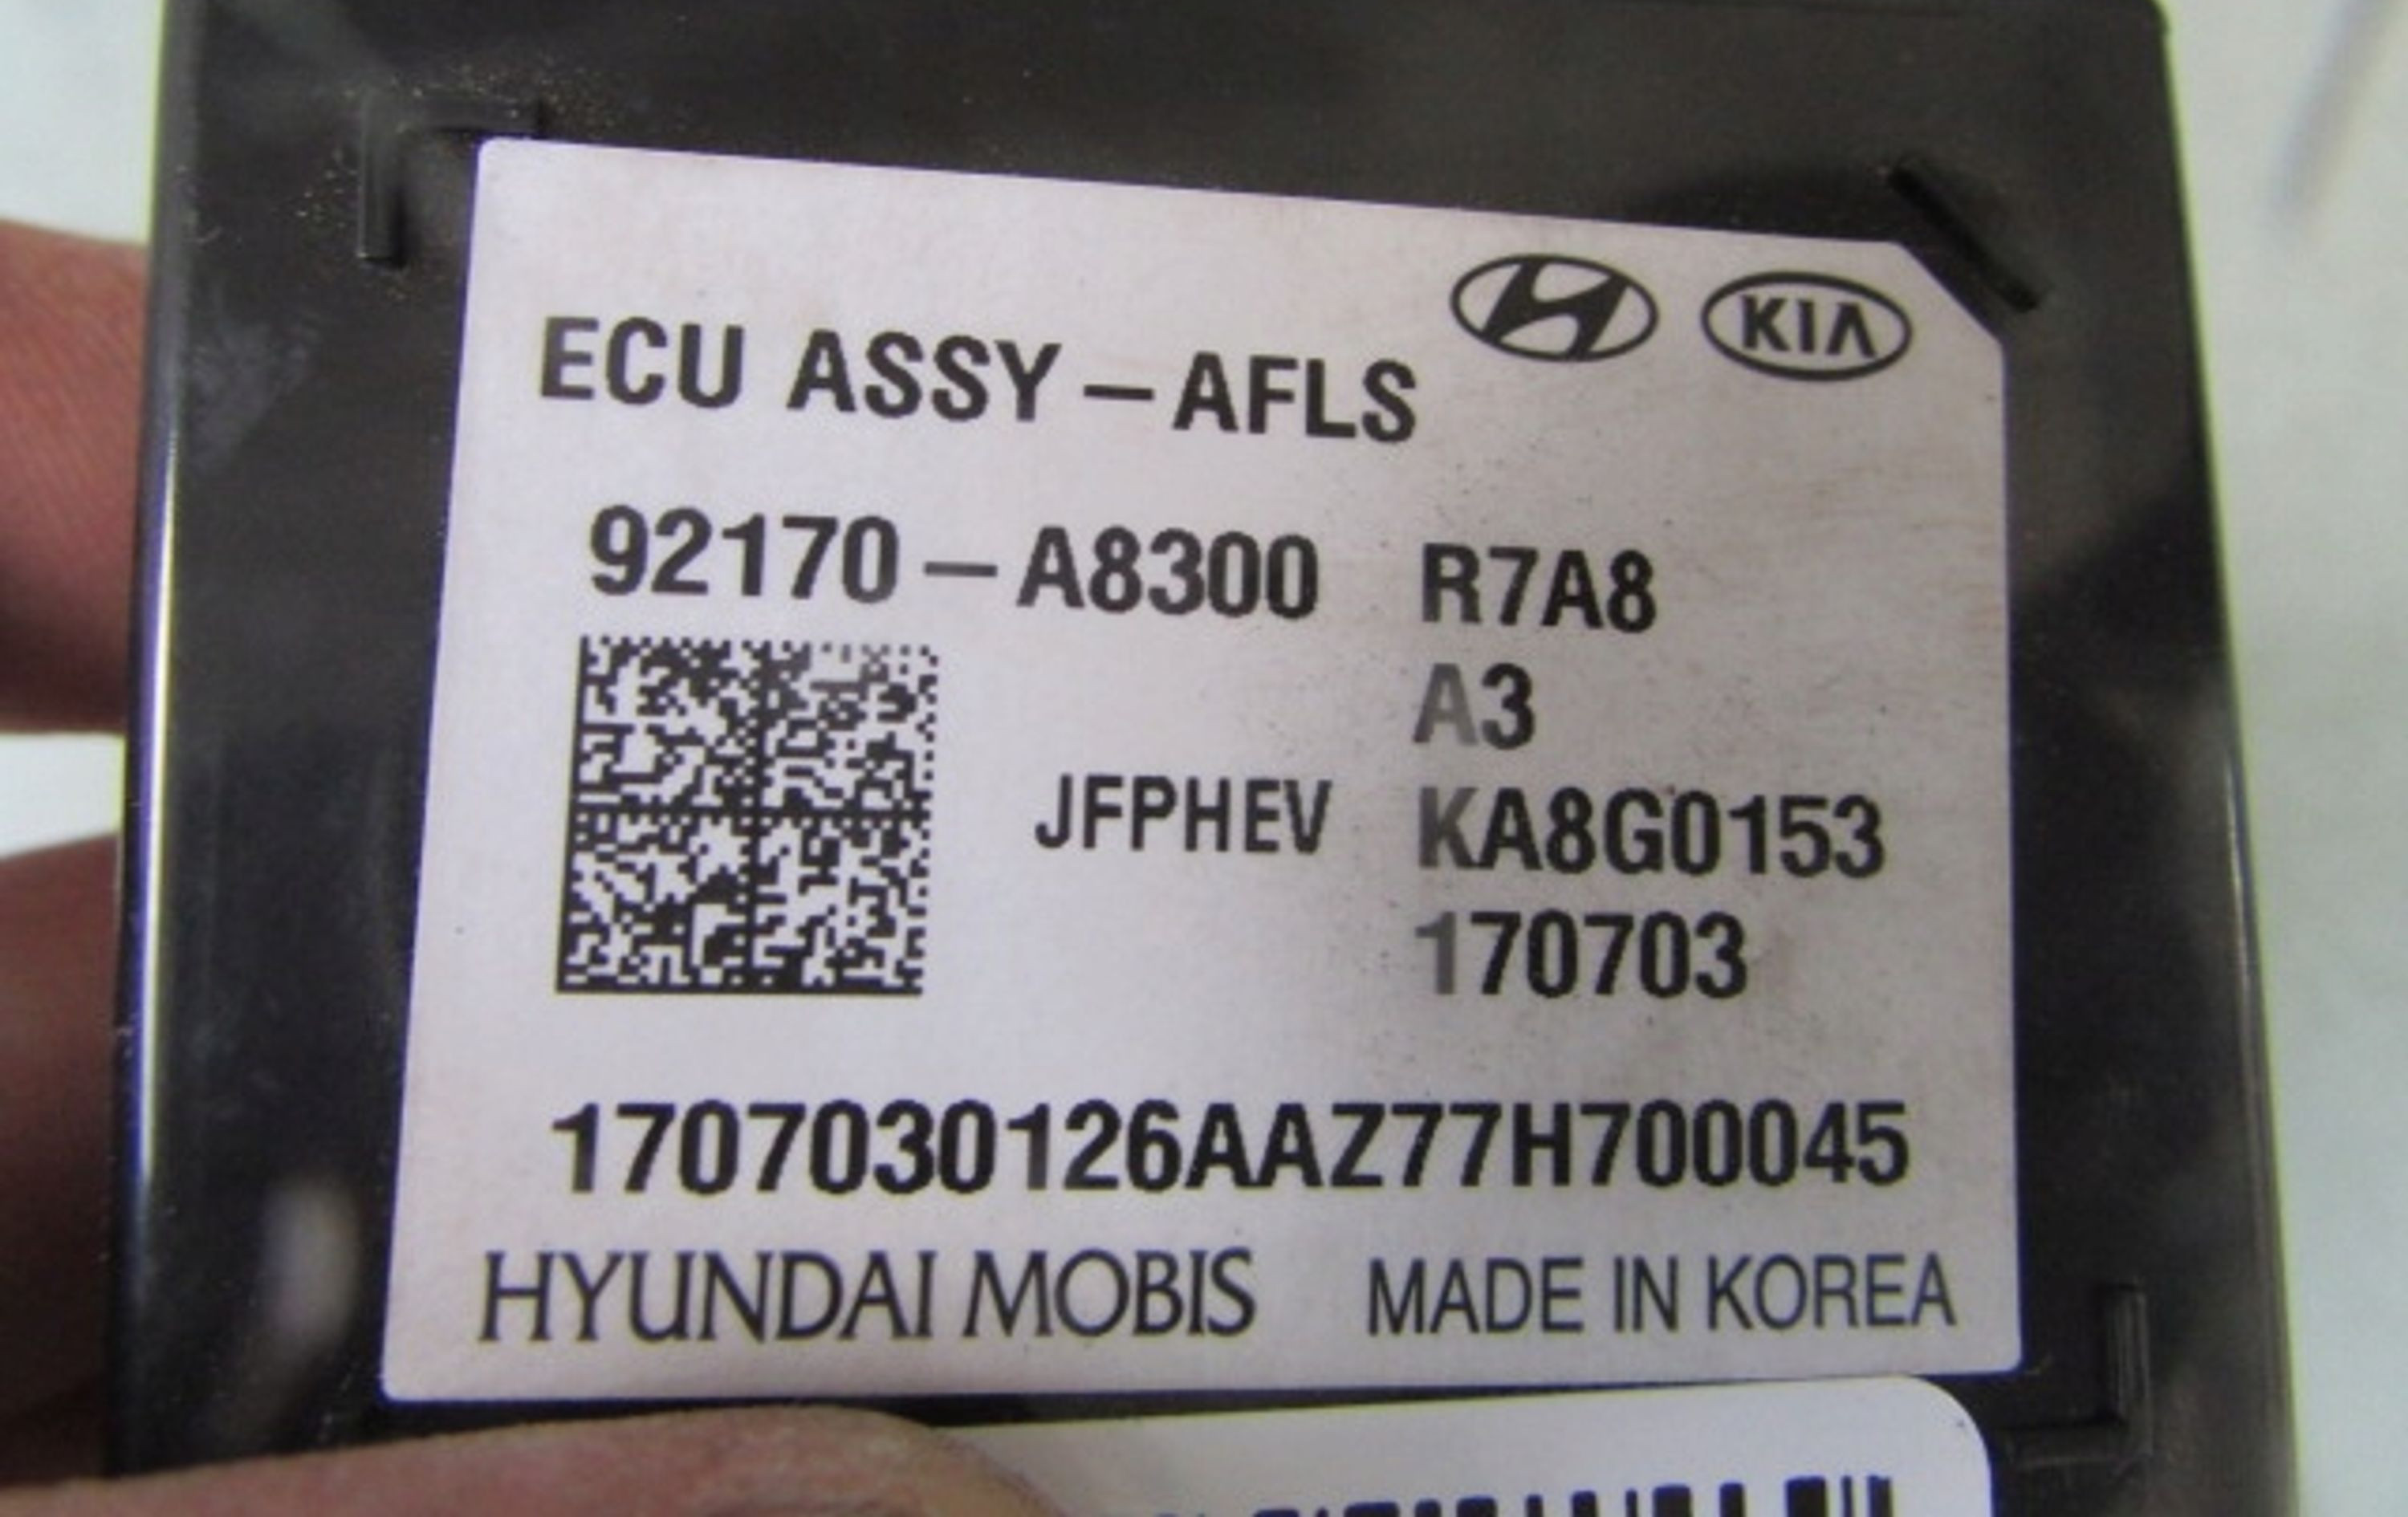 KIA
ECU ASSY – AFLS
92170 – A8300 R7A8
A3
JFPHEV KA8G0153
170703
1707030126AAZ77H700045
HYUNDAI MOBIS MADE IN KOREA